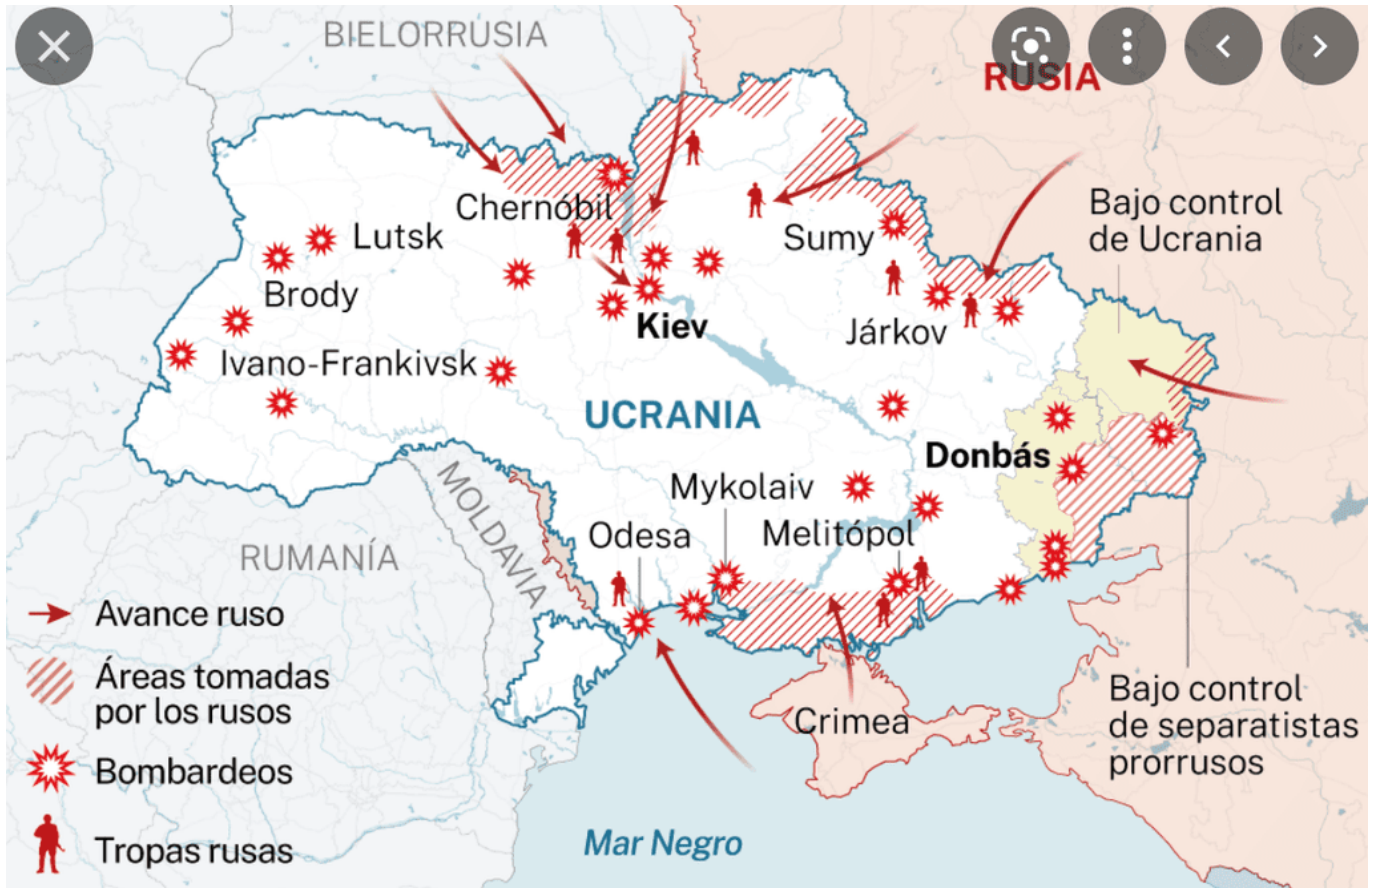 BIELORRUSIA
RUSIA
Bajo control
de Ucrania
Chernóbil
Lutsk
Sumy
Brody
Kiev
Járkov
Ivano-Frankivsk
UCRANIA
Donbás
MOLDAVIA
Mykolaiv
Odesa
Melitópol
RUMANÍA
Avance ruso
Áreas tomadas
por los rusos
Bajo control
de separatistas
prorrusos
Crimea
Bombardeos
Mar Negro
Tropas rusas